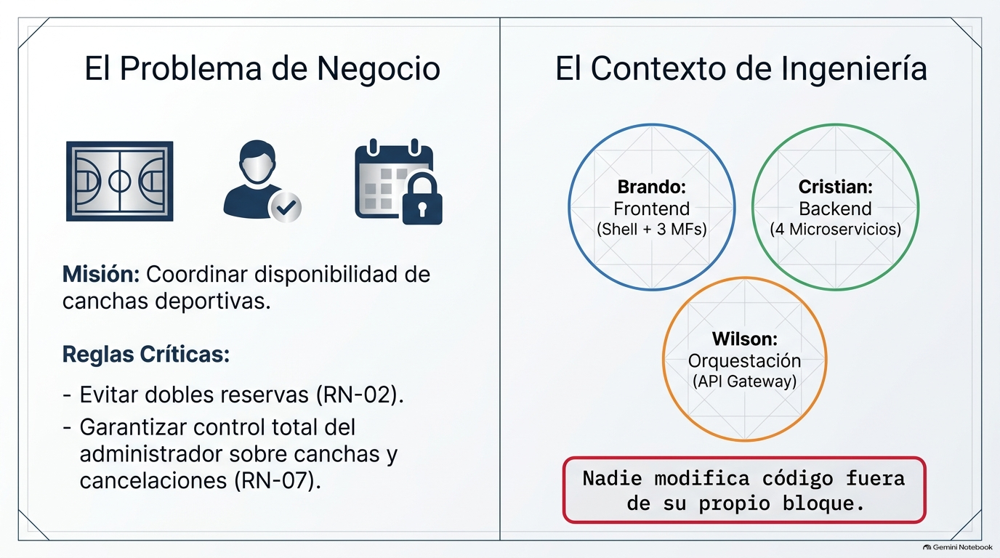 El Problema de Negocio
Misión: Coordinar disponibilidad de
canchas deportivas.
Reglas Críticas:
- Evitar dobles reservas (RN-02).
- Garantizar control total del
administrador sobre canchas y
cancelaciones (RN-07).
El Contexto de Ingeniería
Brando:
Frontend
(Shell + 3 MFs)
Cristian:
Backend
(4 Microservicios)
Wilson:
Orquestación
(API Gateway)
Nadie modifica código fuera
de su propio bloque.
Gemini Notebook